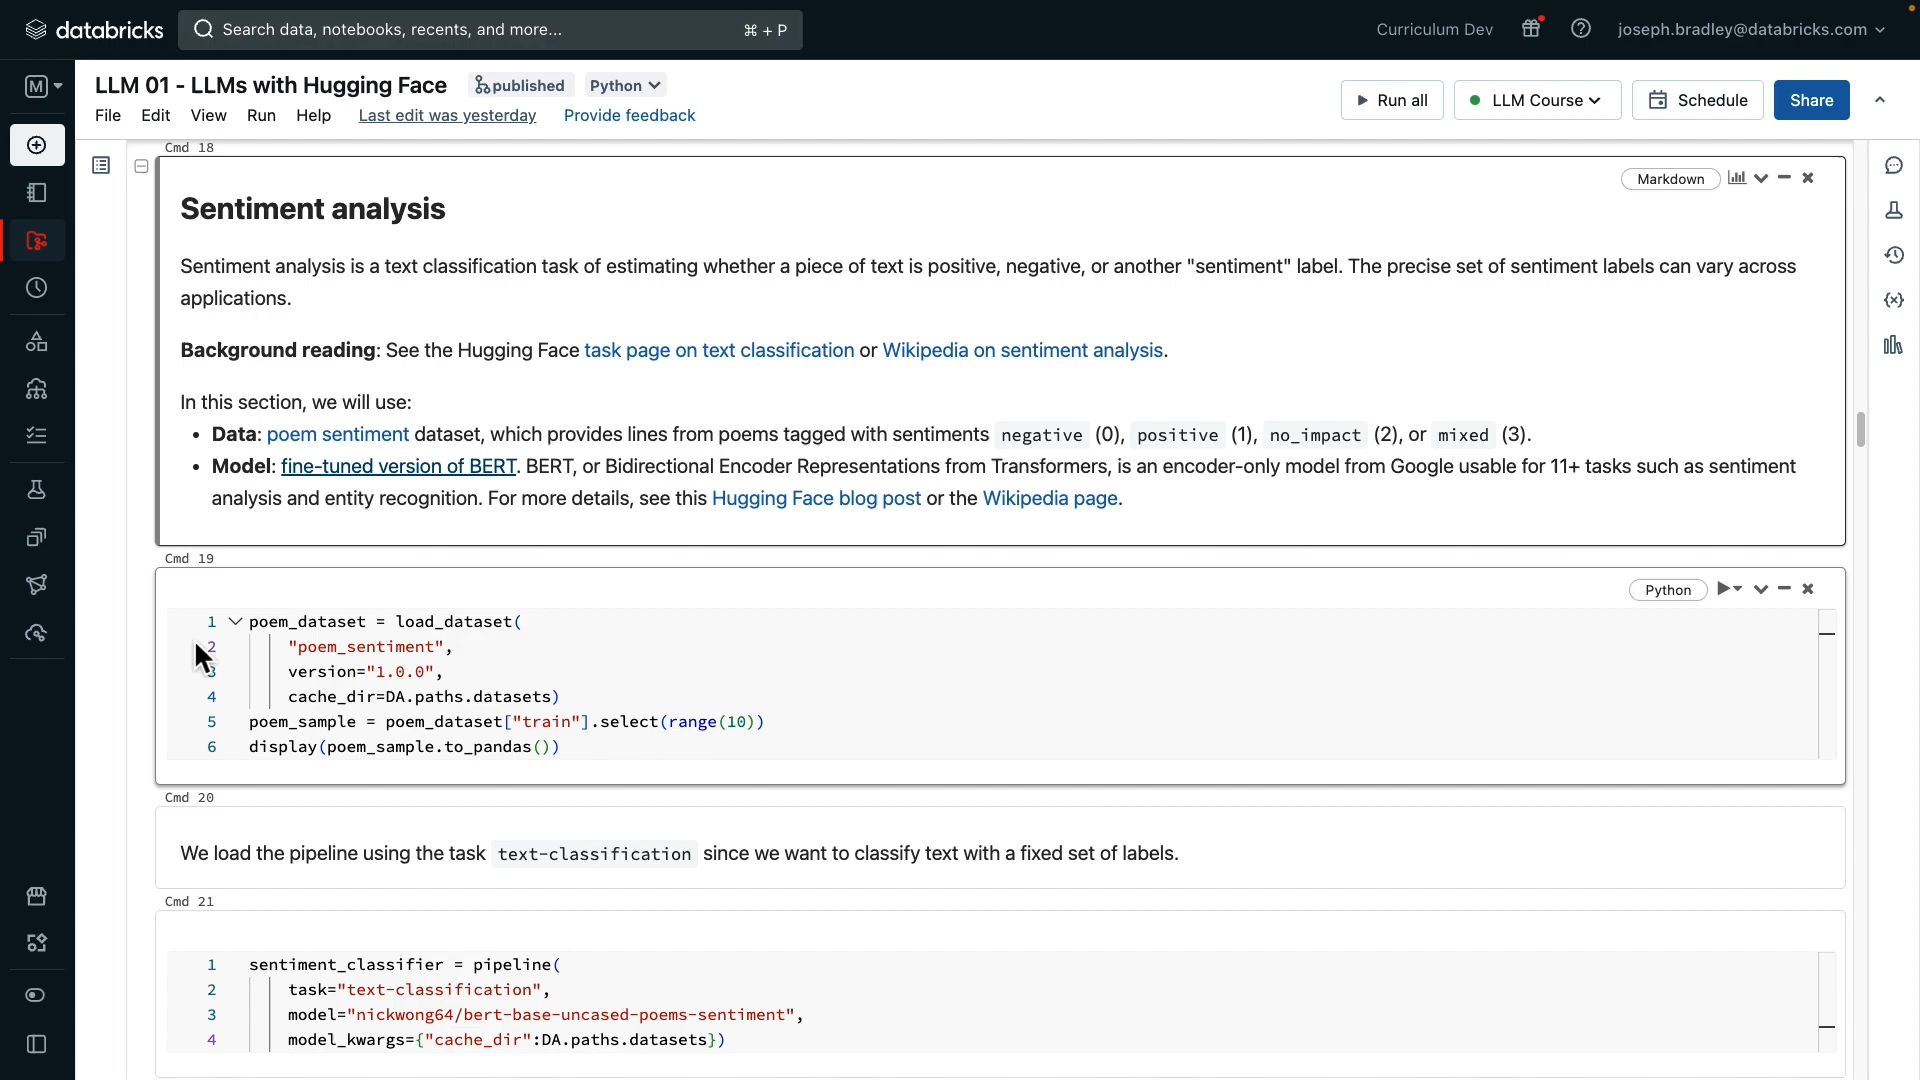 databricks
Search data, notebooks, recents, and more... ⌘ + P
Curriculum Dev
joseph.bradley@databricks.com
M
LLM 01 - LLMs with Hugging Face
published
Python
File Edit View Run Help Last edit was yesterday Provide feedback
Run all
LLM Course
Schedule
Share
Cmd 18
Markdown
Sentiment analysis
Sentiment analysis is a text classification task of estimating whether a piece of text is positive, negative, or another "sentiment" label. The precise set of sentiment labels can vary across
applications.
Background reading: See the Hugging Face task page on text classification or Wikipedia on sentiment analysis.
In this section, we will use:
• Data: poem sentiment dataset, which provides lines from poems tagged with sentiments negative (0), positive (1), no_impact (2), or mixed (3).
• Model: fine-tuned version of BERT. BERT, or Bidirectional Encoder Representations from Transformers, is an encoder-only model from Google usable for 11+ tasks such as sentiment
analysis and entity recognition. For more details, see this Hugging Face blog post or the Wikipedia page.
Cmd 19
Python
1 poem_dataset = load_dataset(
2 "poem_sentiment",
3 version="1.0.0",
4 cache_dir=DA.paths.datasets)
5 poem_sample = poem_dataset["train"].select(range(10))
6 display(poem_sample.to_pandas())
Cmd 20
We load the pipeline using the task text-classification since we want to classify text with a fixed set of labels.
Cmd 21
1 sentiment_classifier = pipeline(
2 task="text-classification",
3 model="nickwong64/bert-base-uncased-poems-sentiment",
4 model_kwargs={"cache_dir":DA.paths.datasets})